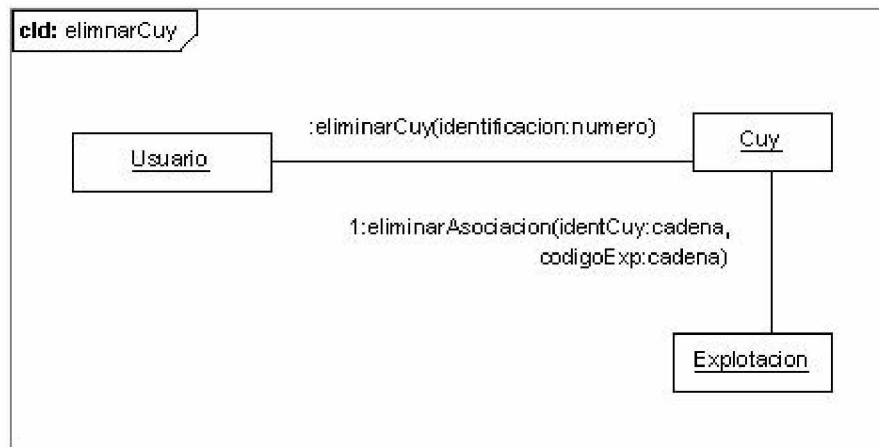 cld: elimnarCuy
:eliminarCuy(identificacion:numero)
Usuario
Cuy
1:eliminarAsociacion(identCuy:cadena,
codigoExp:cadena)
Explotacion